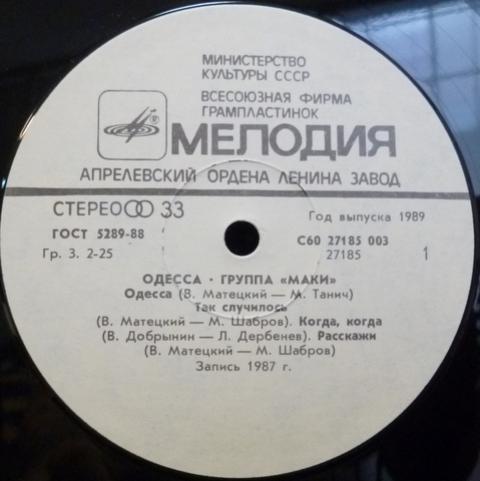 МИНИСТЕРСТВО
КУЛЬТУРЫ СССР
ВСЕСОЮЗНАЯ ФИРМА
ГРАМПЛАСТИНОК
МЕЛОДИЯ
АПРЕЛЕВСКИЙ ОРДЕНА ЛЕНИНА ЗАВОД
СТЕРЕО 33
Год выпуска 1989
ГОСТ 5289-88
С60 27185 003
Гр. 3. 2-25
27185 1
ОДЕССА · ГРУППА «МАКИ»
Одесса (В. Матецкий — М. Танич)
Так случилось
(В. Матецкий — М. Шабров). Когда, когда
(В. Добрынин — Л. Дербенев). Расскажи
(В. Матецкий — М. Шабров)
Запись 1987 г.